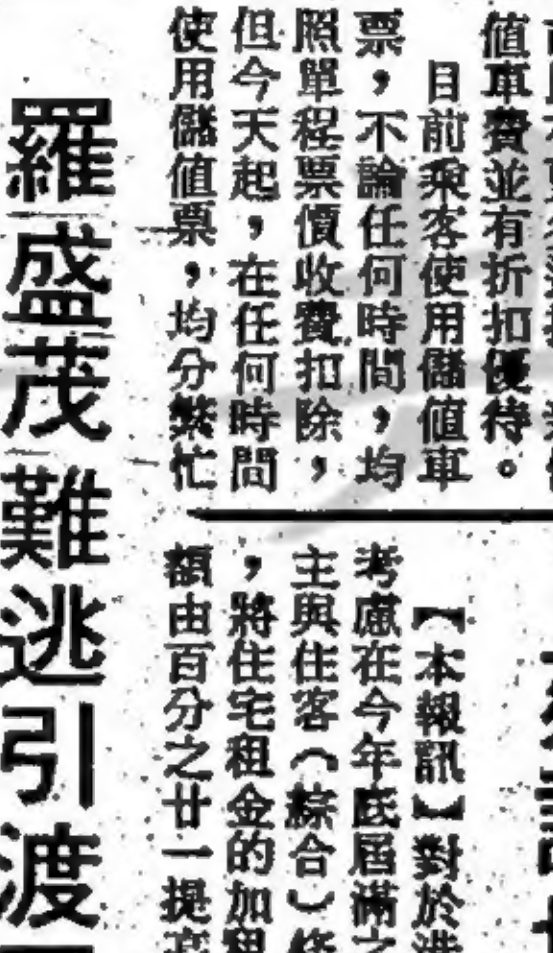 值車費並有折扣優待。
目前乘客使用儲值車
票，不論任何時間，均
照單程票價收費扣除，
但今天起，在任何時間
使用儲值票，均分繁忙
【本報訊】對於港
考慮在今年底屆滿之
主與住客（綜合）條
，將住宅租金的加租
額由百分之廿一提高
羅盛茂難逃引渡